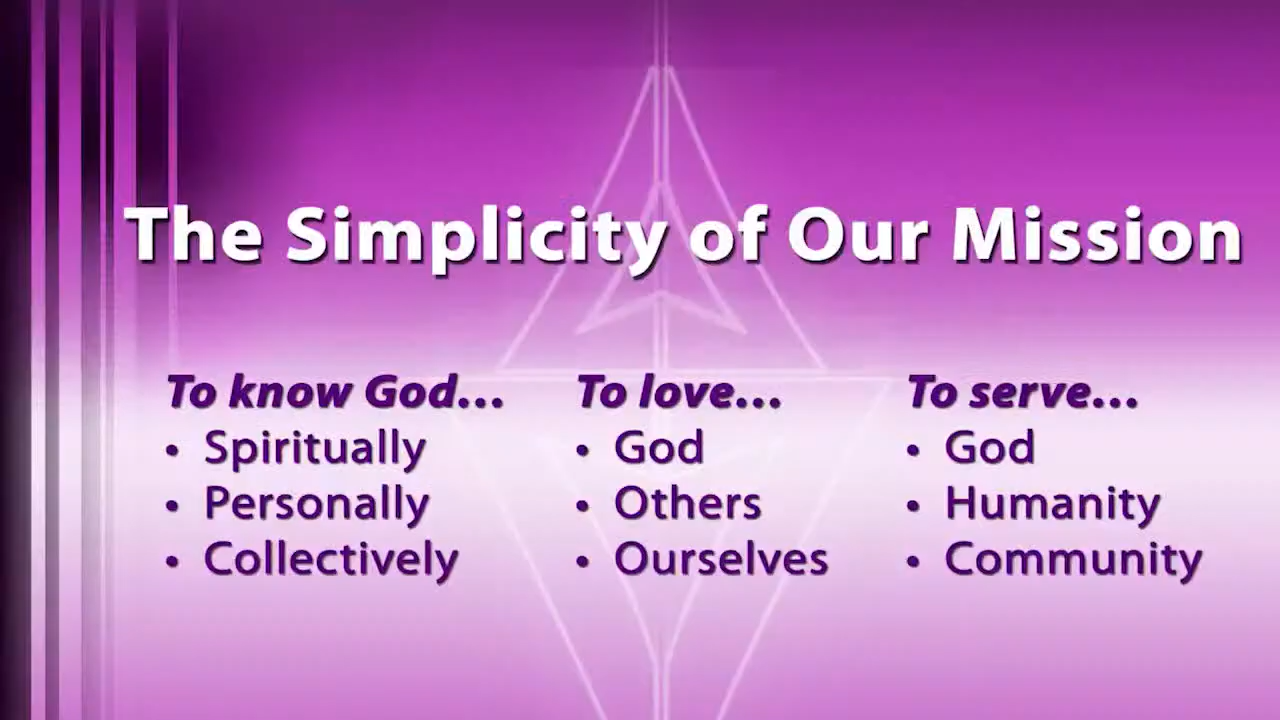 The Simplicity of Our Mission
To know God...
• Spiritually
• Personally
• Collectively
To love...
• God
• Others
• Ourselves
To serve...
• God
• Humanity
• Community